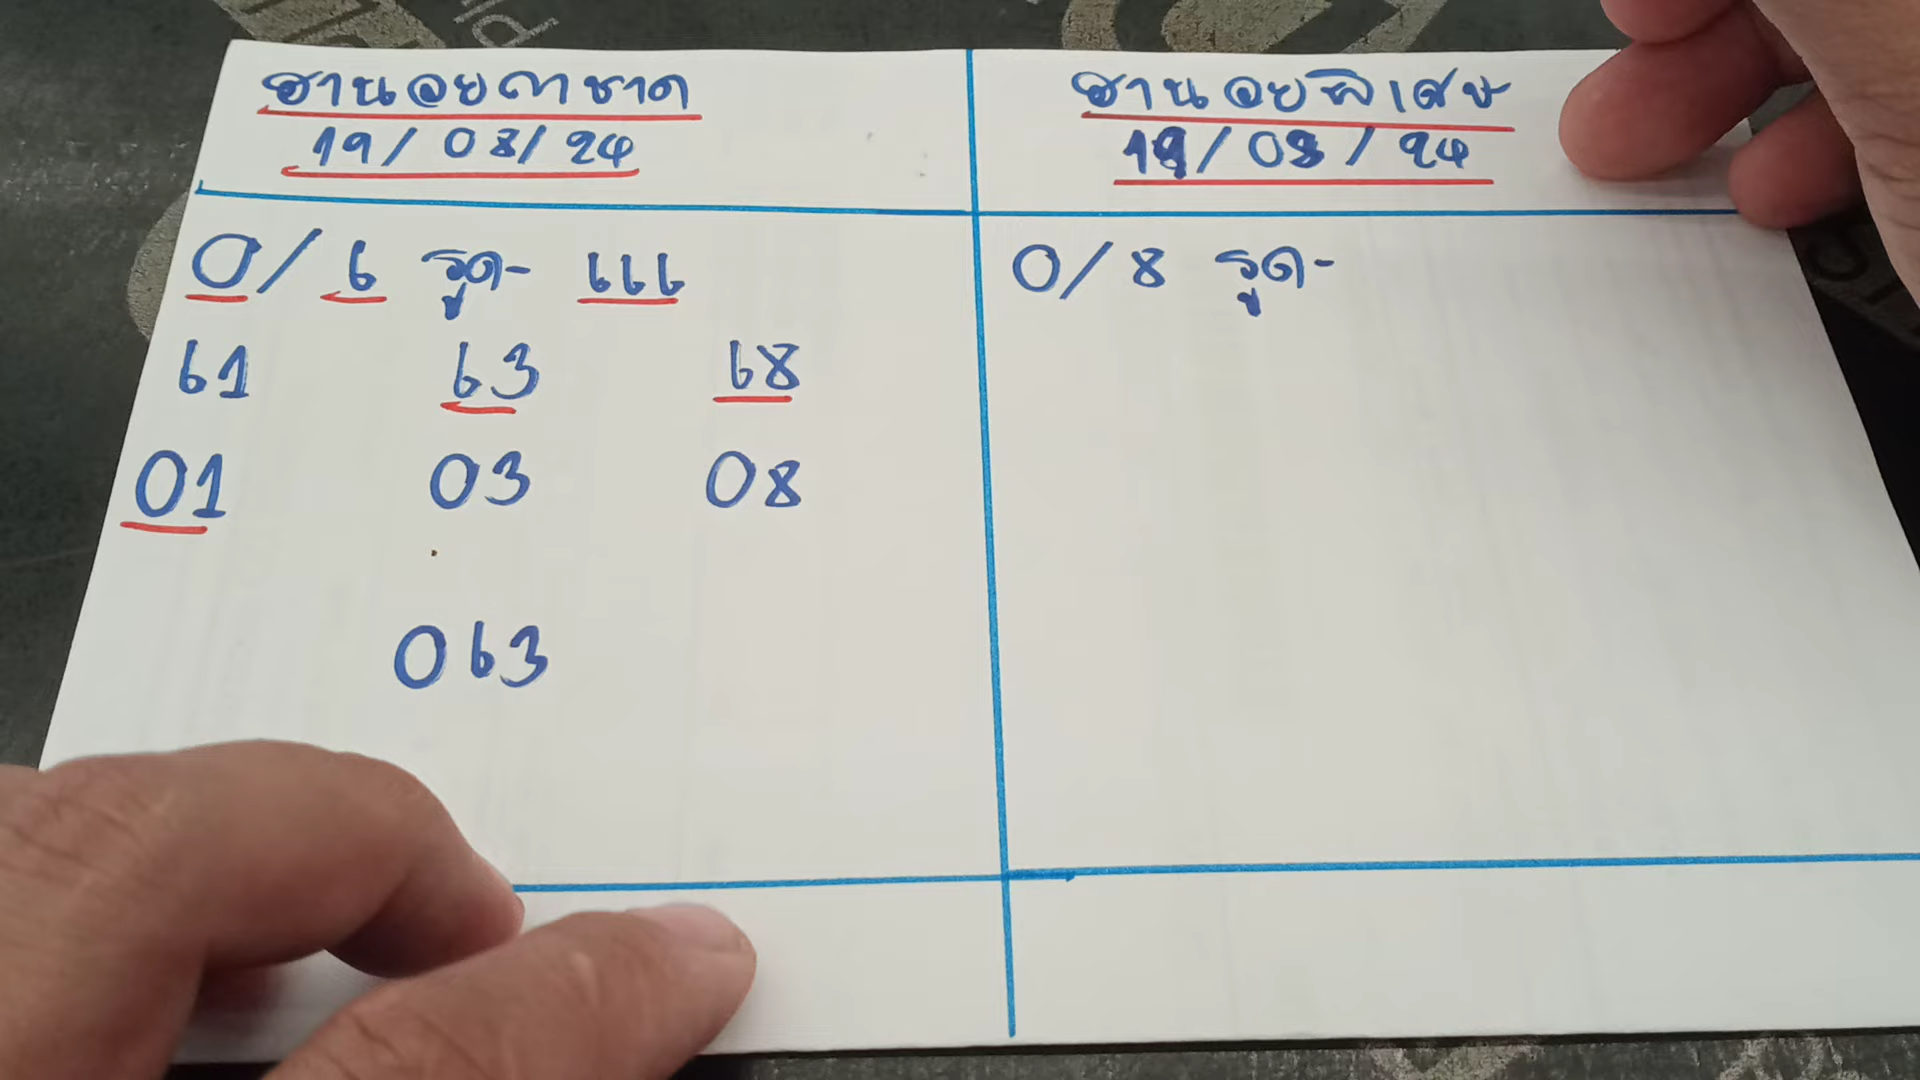 ฮานอยกาชาด
19/08/24
0/6 รูด- 666
61 63 68
01 03 08
063
ฮานอยพิเศษ
19/08/24
0/8 รูด-